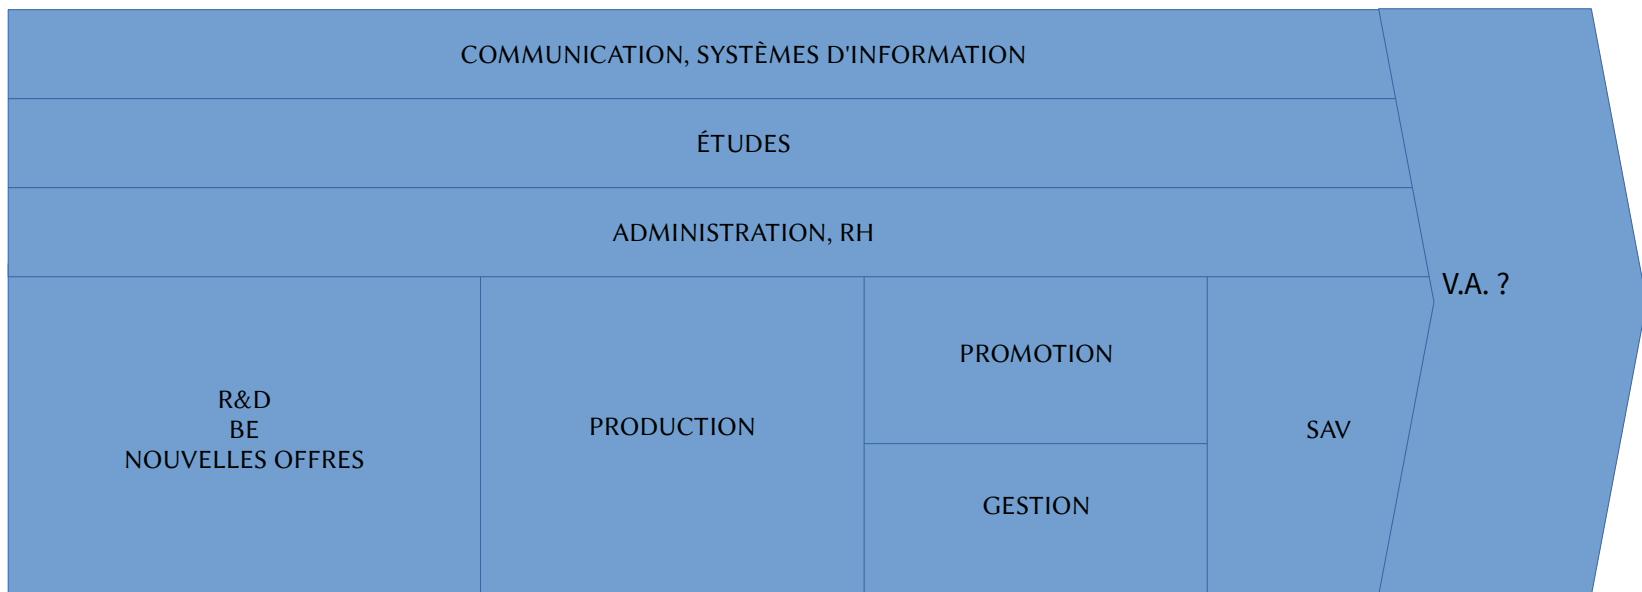 COMMUNICATION, SYSTÈMES D'INFORMATION
ÉTUDES
ADMINISTRATION, RH
V.A. ?
R&D
BE
NOUVELLES OFFRES
PRODUCTION
PROMOTION
GESTION
SAV